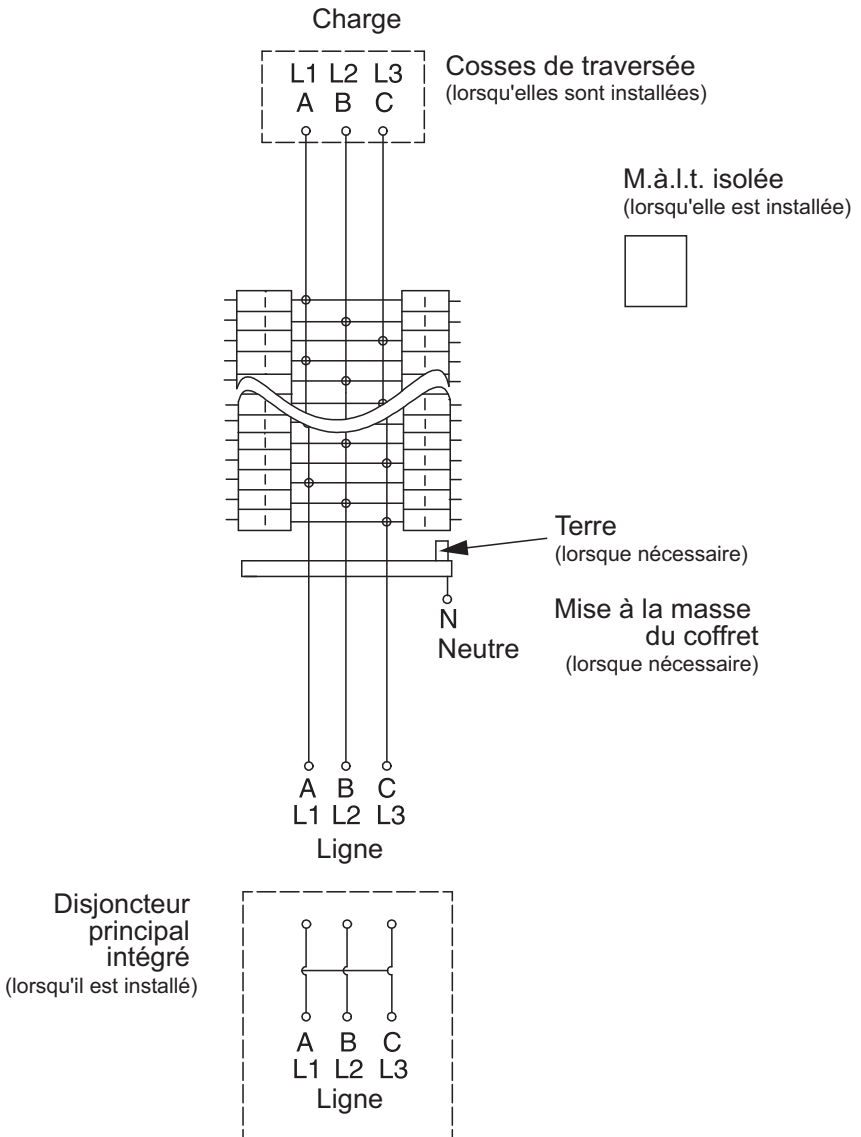 Charge
L1 L2 L3
A B C
Cosses de traversée
(lorsqu'elles sont installées)
M.à.l.t. isolée
(lorsqu'elle est installée)
Terre
(lorsque nécessaire)
N
Neutre
Mise à la masse
du coffret
(lorsque nécessaire)
A B C
L1 L2 L3
Ligne
Disjoncteur
principal
intégré
(lorsqu'il est installé)
A B C
L1 L2 L3
Ligne